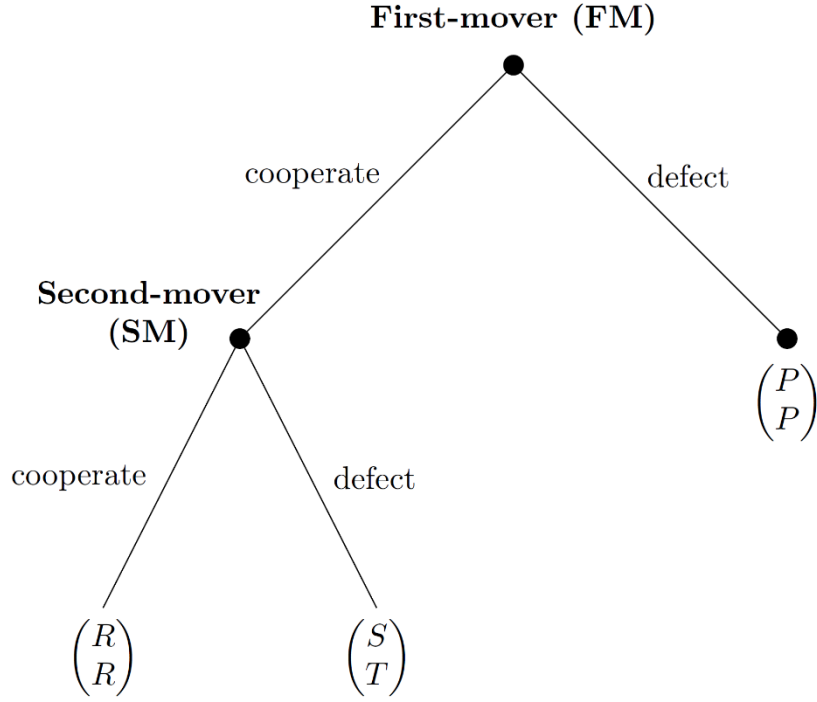 First-mover (FM)
cooperate
defect
Second-mover
(SM)
P
P
cooperate
defect
R
R
S
T